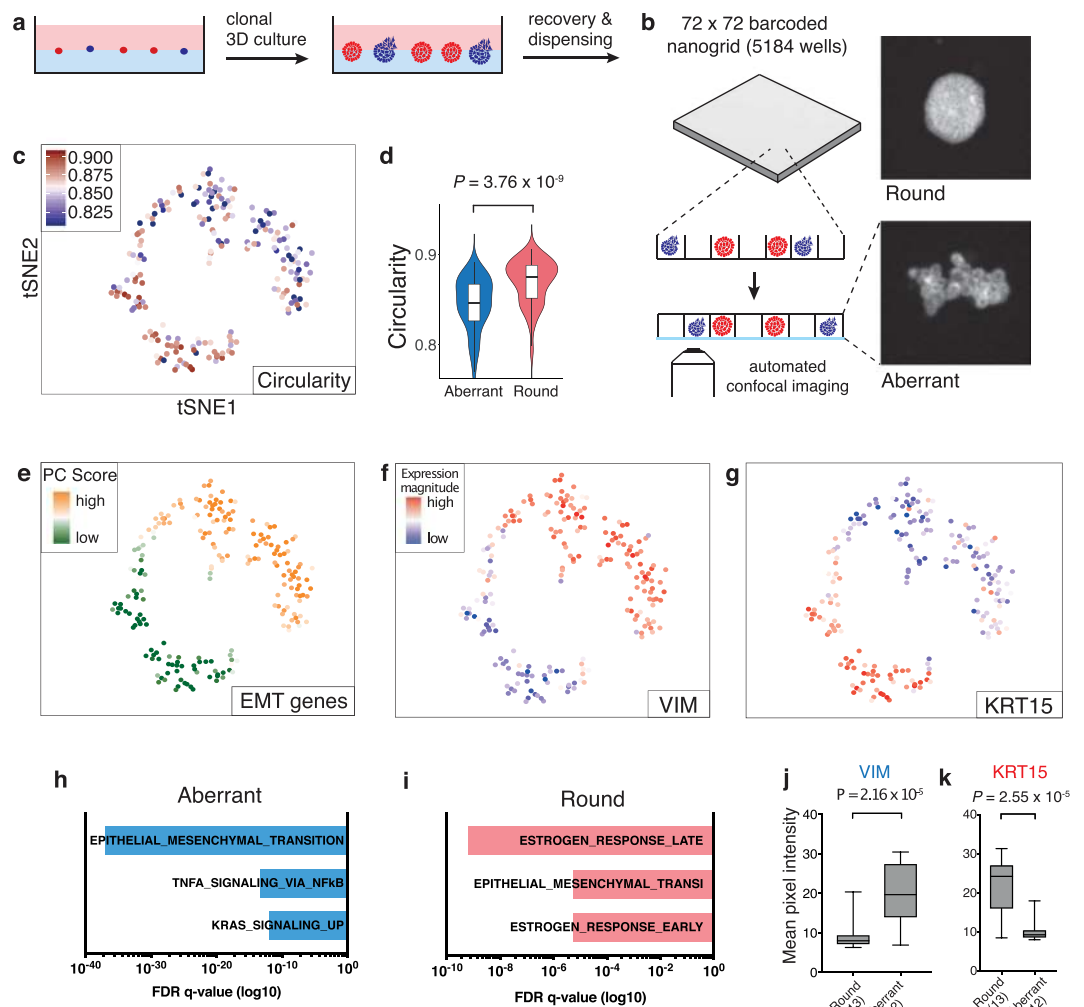 a
clonal
3D culture
recovery &
dispensing
b
72 x 72 barcoded
nanogrid (5184 wells)
Round
Aberrant
automated
confocal imaging
c
0.900
0.875
0.850
0.825
tSNE2
tSNE1
Circularity
d
P = 3.76 x 10-9
Circularity
0.9
0.8
Aberrant
Round
e
PC Score
high
low
EMT genes
f
Expression
magnitude
high
low
VIM
g
KRT15
h
Aberrant
EPITHELIAL_MESENCHYMAL_TRANSITION
TNFA_SIGNALING_VIA_NFkB
KRAS_SIGNALING_UP
10-40
10-30
10-20
10-10
100
FDR q-value (log10)
i
Round
ESTROGEN_RESPONSE_LATE
EPITHELIAL_MESENCHYMAL_TRANSI
ESTROGEN_RESPONSE_EARLY
10-10
10-8
10-6
10-4
10-2
100
FDR q-value (log10)
j
VIM
P = 2.16 x 10-5
Mean pixel intensity
40
30
20
10
0
Round
Aberrant
k
KRT15
P = 2.55 x 10-5
40
30
20
10
0
Round